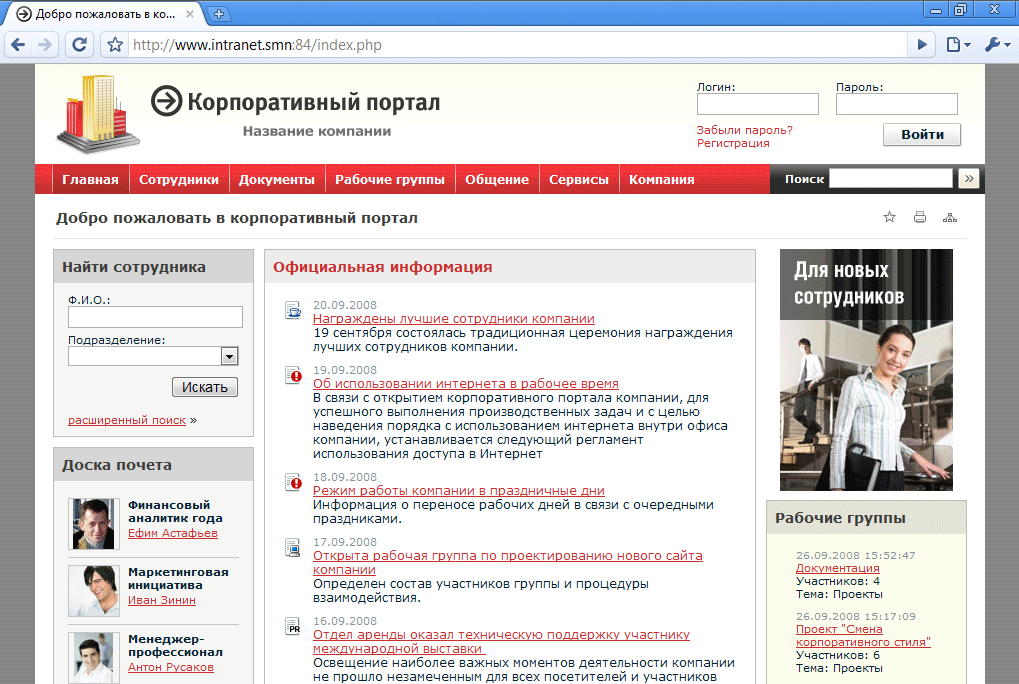 Добро пожаловать в ко...
http://www.intranet.smn:84/index.php
Корпоративный портал
Название компании
Логин:
Пароль:
Забыли пароль?
Регистрация
Войти
Главная
Сотрудники
Документы
Рабочие группы
Общение
Сервисы
Компания
Поиск
»
Добро пожаловать в корпоративный портал
Найти сотрудника
Ф.И.О.:
Подразделение:
Искать
расширенный поиск »
Доска почета
Финансовый
аналитик года
Ефим Астафьев
Маркетинговая
инициатива
Иван Зинин
Менеджер-
профессионал
Антон Русаков
Официальная информация
20.09.2008
Награждены лучшие сотрудники компании
19 сентября состоялась традиционная церемония награждения
лучших сотрудников компании.
19.09.2008
Об использовании интернета в рабочее время
В связи с открытием корпоративного портала компании, для
успешного выполнения производственных задач и с целью
наведения порядка с использованием интернета внутри офиса
компании, устанавливается следующий регламент
использования доступа в Интернет
18.09.2008
Режим работы компании в праздничные дни
Информация о переносе рабочих дней в связи с очередными
праздниками.
17.09.2008
Открыта рабочая группа по проектированию нового сайта
компании
Определен состав участников группы и процедуры
взаимодействия.
PR
16.09.2008
Отдел аренды оказал техническую поддержку участнику
международной выставки
Освещение наиболее важных моментов деятельности компании
не прошло незамеченным для всех посетителей и участников
Для новых
сотрудников
Рабочие группы
26.09.2008 15:52:47
Документация
Участников: 4
Тема: Проекты
26.09.2008 15:17:09
Проект "Смена
корпоративного стиля"
Участников: 6
Тема: Проекты